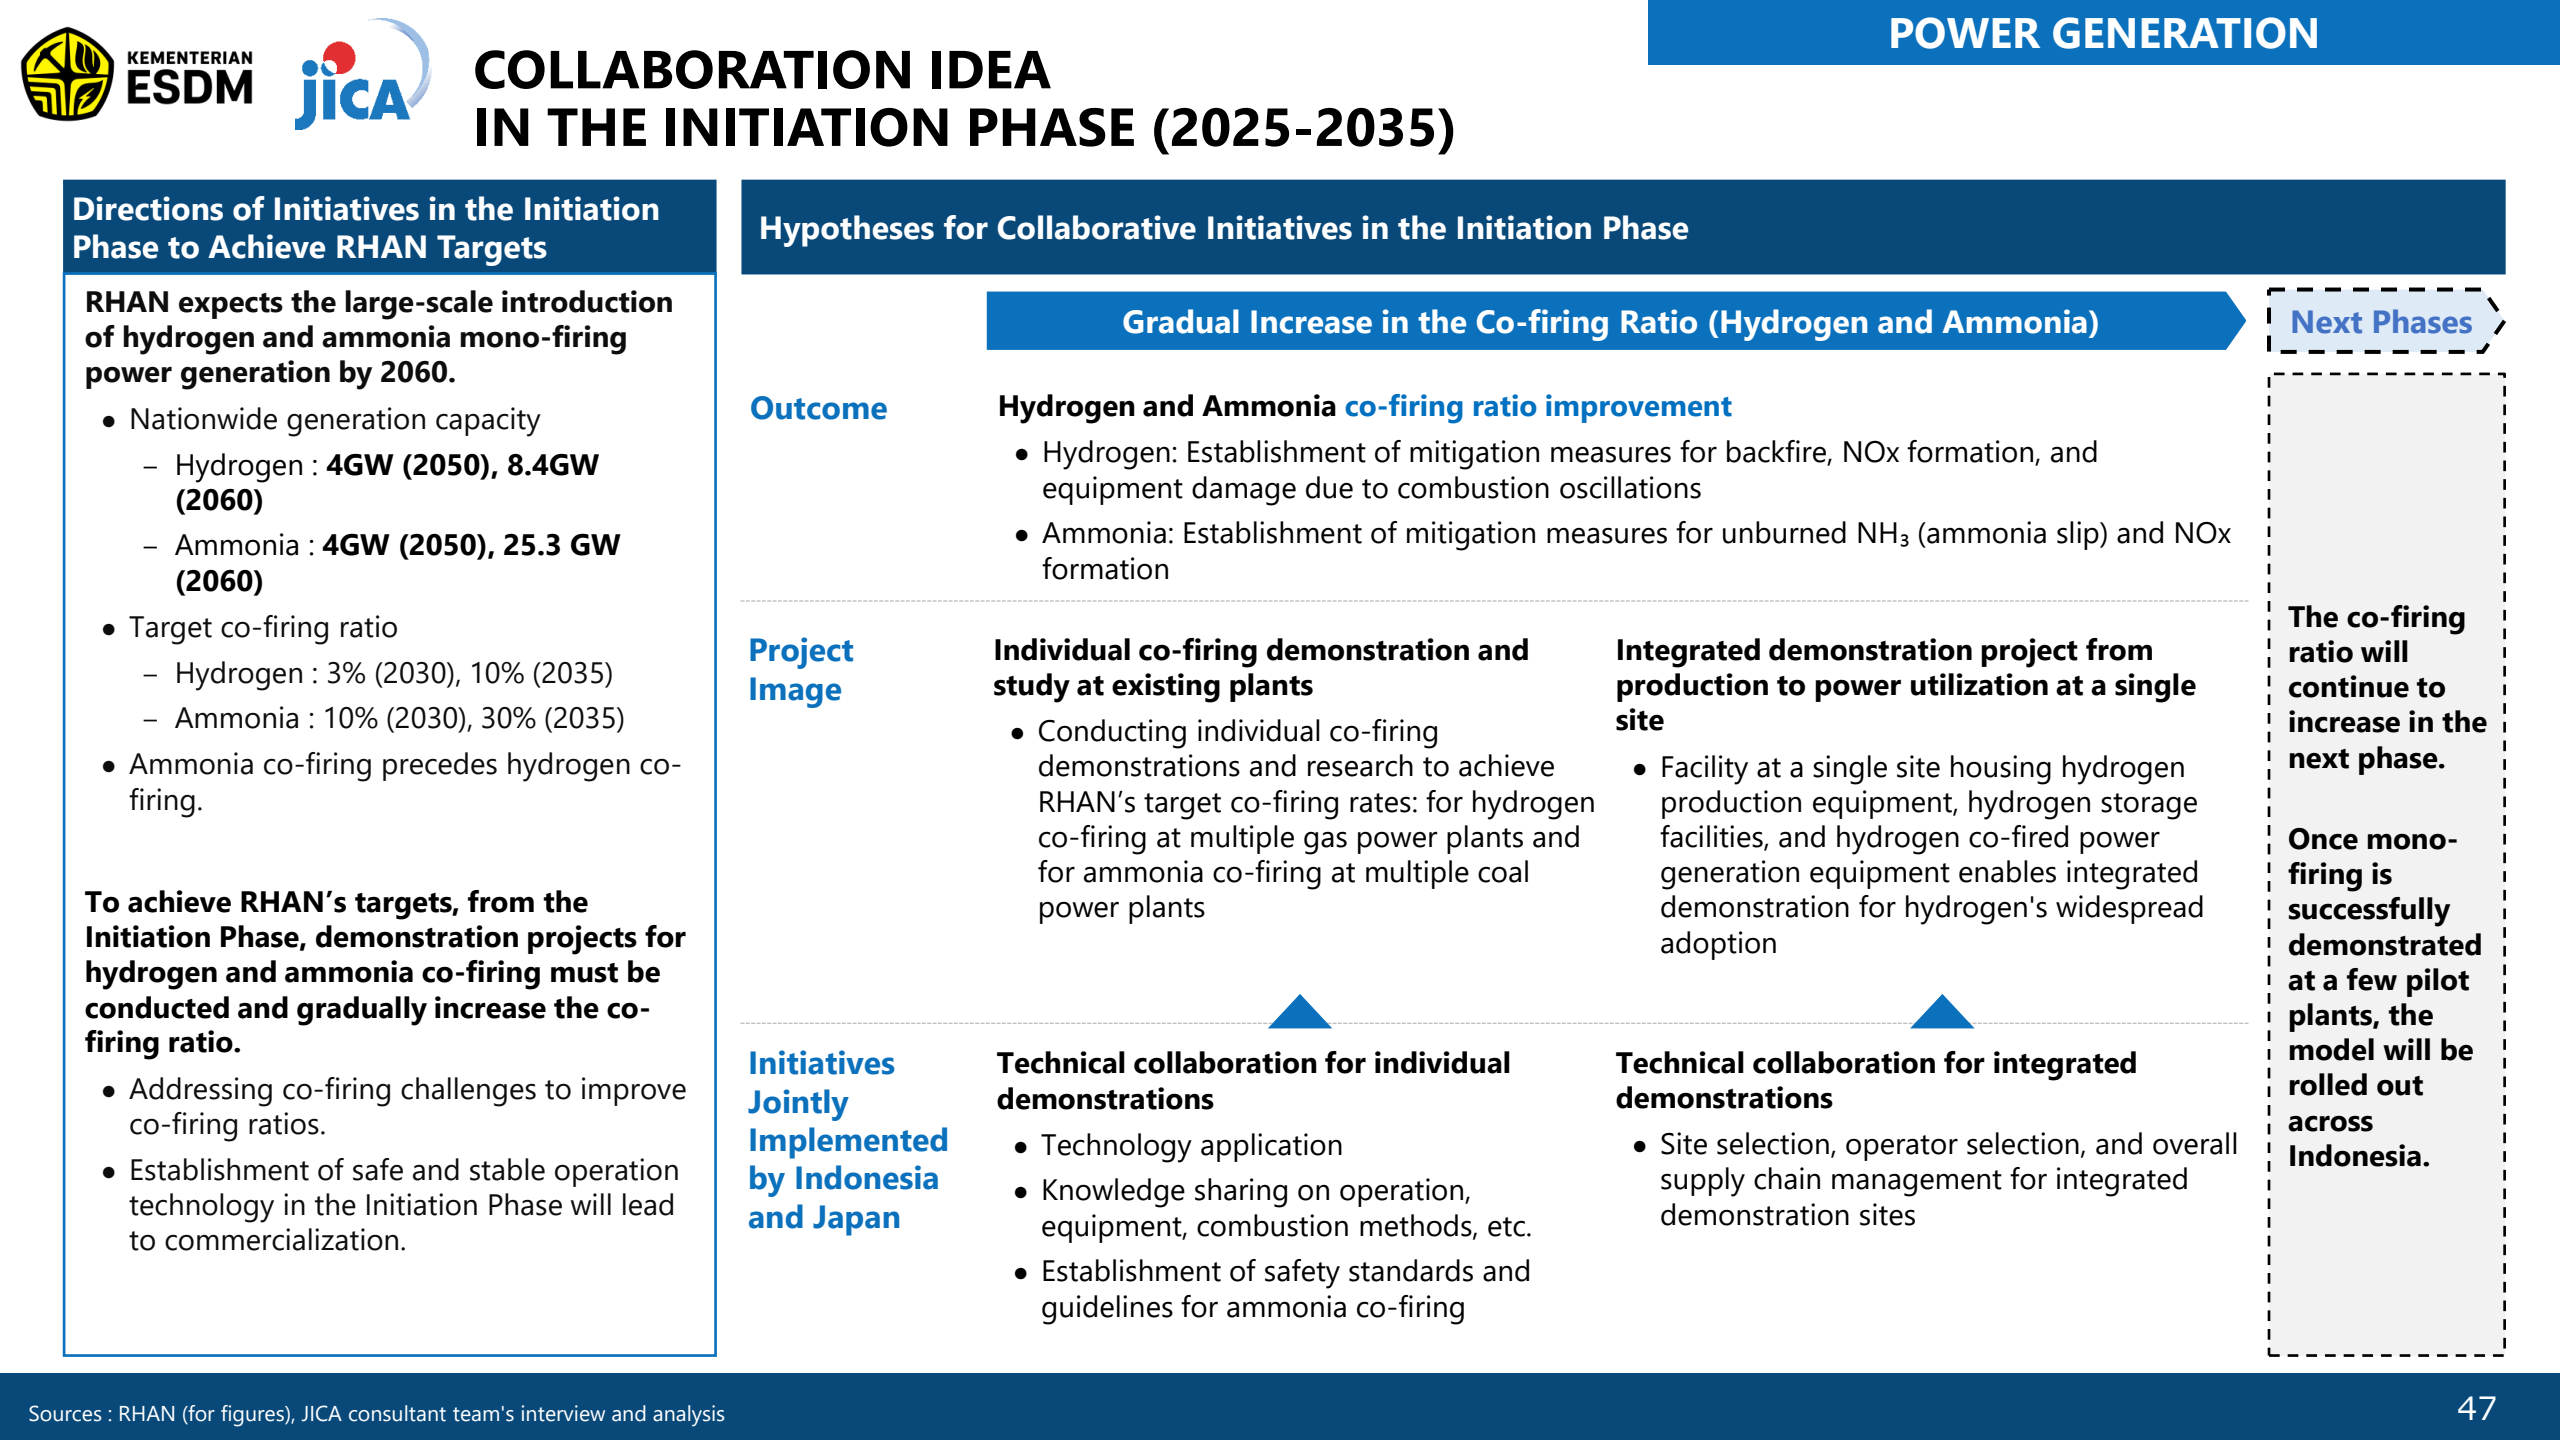 POWER GENERATION
KEMENTERIAN
ESDM
JICA
COLLABORATION IDEA
IN THE INITIATION PHASE (2025-2035)
Directions of Initiatives in the Initiation
Phase to Achieve RHAN Targets
RHAN expects the large-scale introduction
of hydrogen and ammonia mono-firing
power generation by 2060.
● Nationwide generation capacity
– Hydrogen : 4GW (2050), 8.4GW
(2060)
– Ammonia : 4GW (2050), 25.3 GW
(2060)
● Target co-firing ratio
– Hydrogen : 3% (2030), 10% (2035)
– Ammonia : 10% (2030), 30% (2035)
● Ammonia co-firing precedes hydrogen co-
firing.
To achieve RHAN’s targets, from the
Initiation Phase, demonstration projects for
hydrogen and ammonia co-firing must be
conducted and gradually increase the co-
firing ratio.
● Addressing co-firing challenges to improve
co-firing ratios.
● Establishment of safe and stable operation
technology in the Initiation Phase will lead
to commercialization.
Hypotheses for Collaborative Initiatives in the Initiation Phase
Gradual Increase in the Co-firing Ratio (Hydrogen and Ammonia)
Outcome
Hydrogen and Ammonia co-firing ratio improvement
● Hydrogen: Establishment of mitigation measures for backfire, NOx formation, and
equipment damage due to combustion oscillations
● Ammonia: Establishment of mitigation measures for unburned NH₃ (ammonia slip) and NOx
formation
Project
Image
Individual co-firing demonstration and
study at existing plants
● Conducting individual co-firing
demonstrations and research to achieve
RHAN’s target co-firing rates: for hydrogen
co-firing at multiple gas power plants and
for ammonia co-firing at multiple coal
power plants
Integrated demonstration project from
production to power utilization at a single
site
● Facility at a single site housing hydrogen
production equipment, hydrogen storage
facilities, and hydrogen co-fired power
generation equipment enables integrated
demonstration for hydrogen's widespread
adoption
Initiatives
Jointly
Implemented
by Indonesia
and Japan
Technical collaboration for individual
demonstrations
● Technology application
● Knowledge sharing on operation,
equipment, combustion methods, etc.
● Establishment of safety standards and
guidelines for ammonia co-firing
Technical collaboration for integrated
demonstrations
● Site selection, operator selection, and overall
supply chain management for integrated
demonstration sites
Next Phases
The co-firing
ratio will
continue to
increase in the
next phase.
Once mono-
firing is
successfully
demonstrated
at a few pilot
plants, the
model will be
rolled out
across
Indonesia.
Sources : RHAN (for figures), JICA consultant team's interview and analysis
47